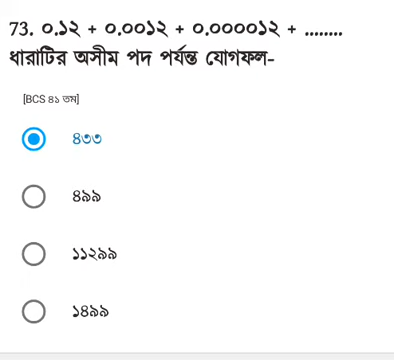 73. ০.১২ + ০.০০১২ + ০.০০০০১২ + ........
ধারাটির অসীম পদ পর্যন্ত যোগফল-
[BCS ৪১ তম]
৪৩৩
৪৯৯
১১২৯৯
১৪৯৯